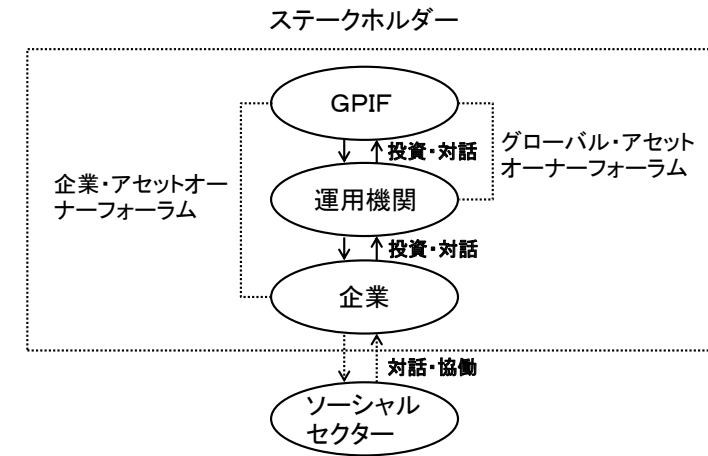 ステークホルダー
GPIF
投資・対話
グローバル・アセット
オーナーフォーラム
企業・アセットオー
ナーフォーラム
運用機関
投資・対話
企業
対話・協働
ソーシャル
セクター